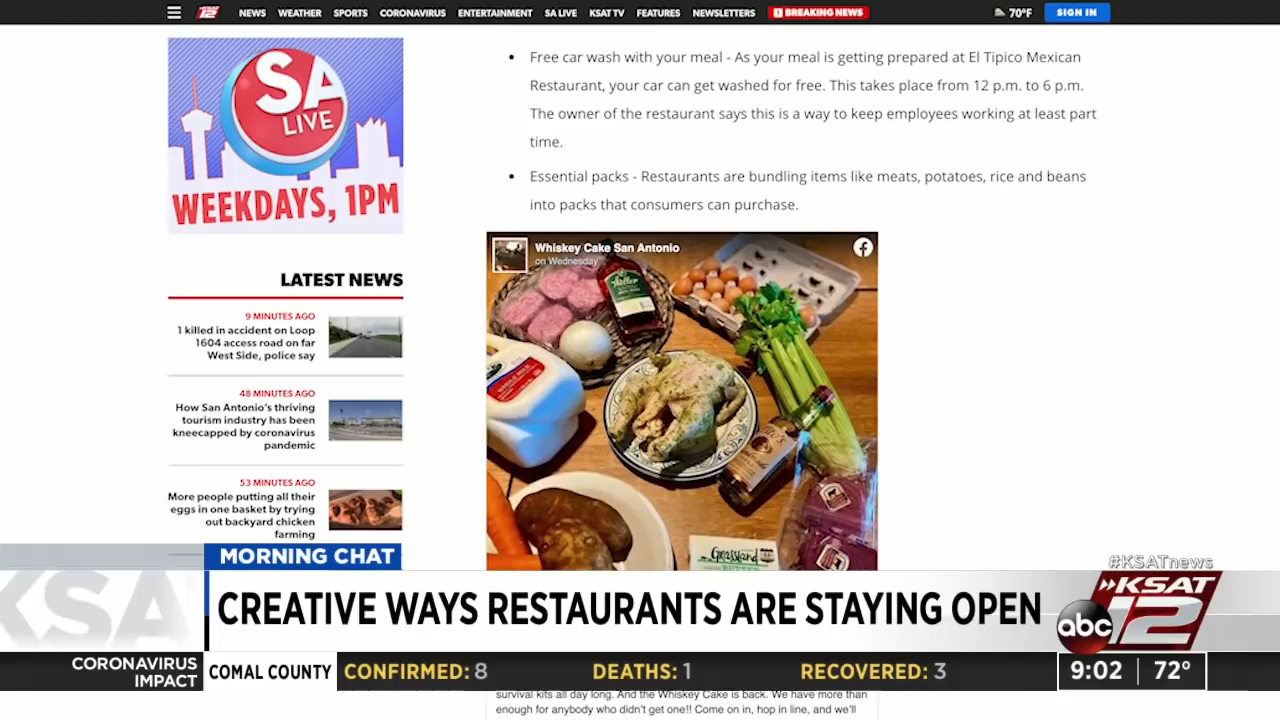 12
NEWS WEATHER SPORTS CORONAVIRUS ENTERTAINMENT SA LIVE KSAT TV FEATURES NEWSLETTERS BREAKING NEWS 70°F SIGN IN
SA
LIVE
WEEKDAYS, 1PM
LATEST NEWS
9 MINUTES AGO
1 killed in accident on Loop
1604 access road on far
West Side, police say
48 MINUTES AGO
How San Antonio's thriving
tourism industry has been
kneecapped by coronavirus
pandemic
53 MINUTES AGO
More people putting all their
eggs in one basket by trying
out backyard chicken
farming
• Free car wash with your meal - As your meal is getting prepared at El Tipico Mexican
Restaurant, your car can get washed for free. This takes place from 12 p.m. to 6 p.m.
The owner of the restaurant says this is a way to keep employees working at least part
time.
• Essential packs - Restaurants are bundling items like meats, potatoes, rice and beans
into packs that consumers can purchase.
Whiskey Cake San Antonio
on Wednesday
Grassland
BUTTER
MORNING CHAT
#KSATnews
KSA
CREATIVE WAYS RESTAURANTS ARE STAYING OPEN
KSAT
12
abc
CORONAVIRUS
IMPACT
COMAL COUNTY CONFIRMED: 8 DEATHS: 1 RECOVERED: 3
9:02 72°
survival kits all day long. And the Whiskey Cake is back. We have more than
enough for anybody who didn't get one!! Come on in, hop in line, and we'll